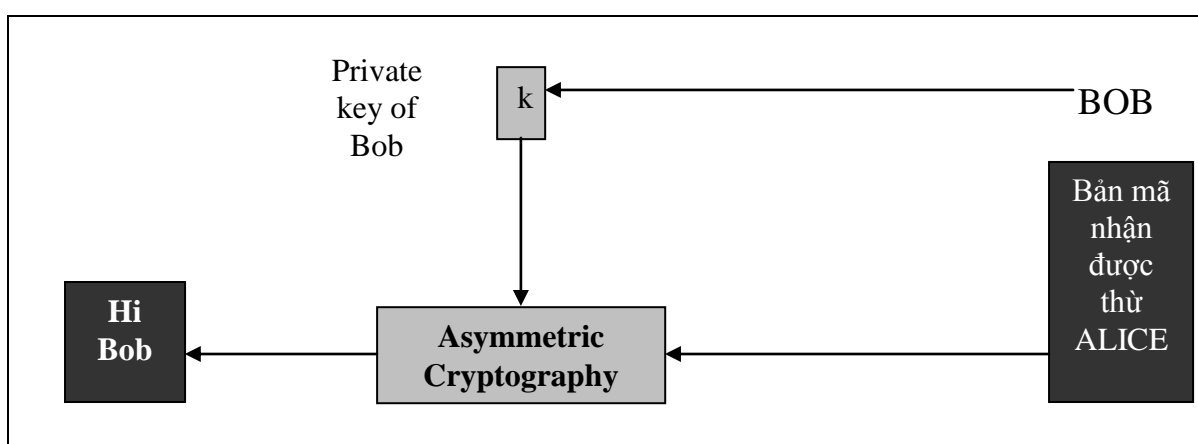 Private
key of
Bob
k
BOB
Bản mã
nhận
được
thừ
ALICE
Hi
Bob
Asymmetric
Cryptography